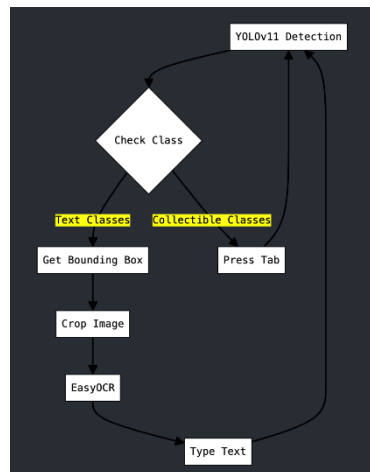 YOLOv11 Detection
Check Class
Text Classes
Collectible Classes
Get Bounding Box
Press Tab
Crop Image
EasyOCR
Type Text